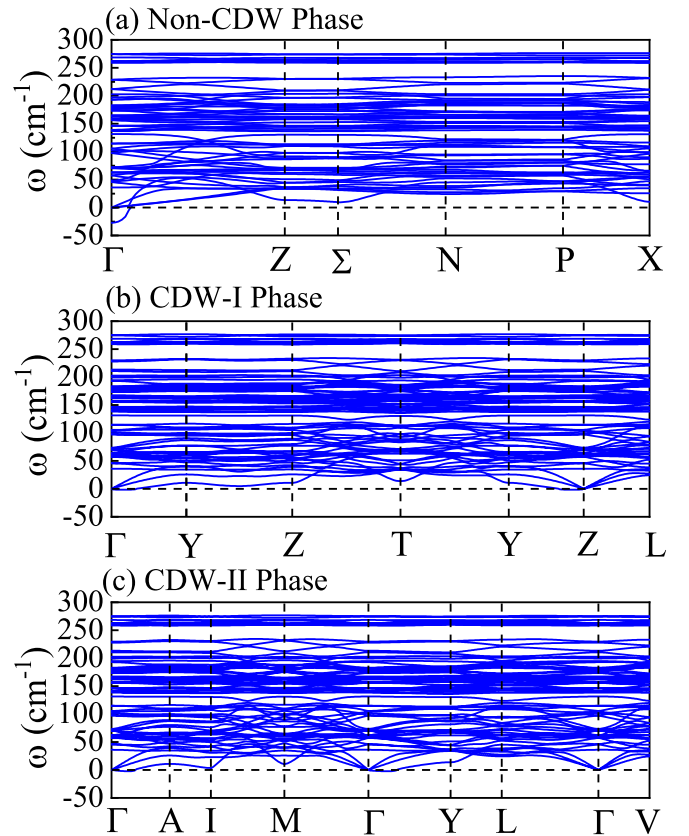 (a) Non-CDW Phase
300
250
200
150
100
50
0
-50
ω (cm-1)
Γ Z Σ N P X
(b) CDW-I Phase
300
250
200
150
100
50
0
-50
ω (cm-1)
Γ Y Z T Y Z L
(c) CDW-II Phase
300
250
200
150
100
50
0
-50
ω (cm-1)
Γ A I M Γ Y L Γ V